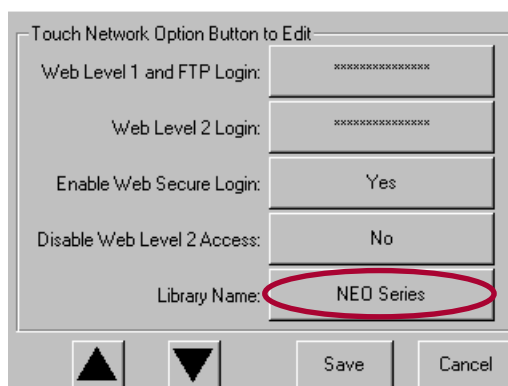 Touch Network Option Button to Edit
Web Level 1 and FTP Login: ***************
Web Level 2 Login: ***************
Enable Web Secure Login: Yes
Disable Web Level 2 Access: No
Library Name: NEO Series
Save Cancel